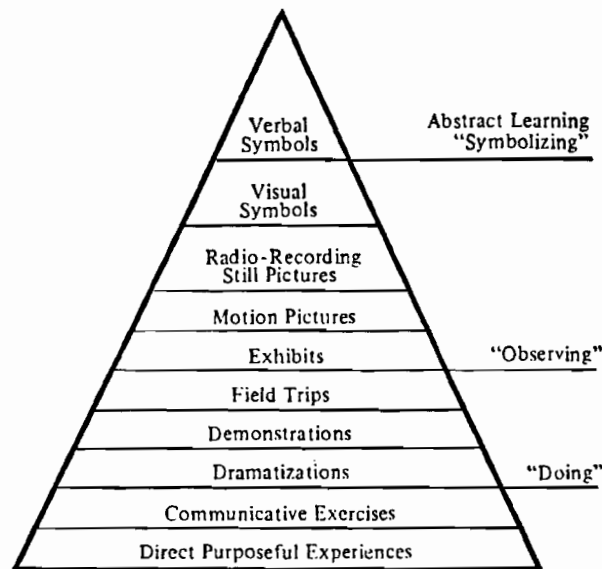 Verbal
Symbols
Abstract Learning
“Symbolizing”
Visual
Symbols
Radio-Recording
Still Pictures
Motion Pictures
Exhibits
“Observing”
Field Trips
Demonstrations
Dramatizations
“Doing”
Communicative Exercises
Direct Purposeful Experiences